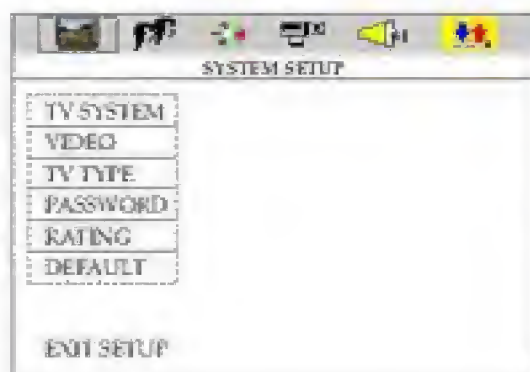 SYSTEM SETUP
TV SYSTEM
VIDEO
TV TYPE
PASSWORD
RATING
DEFAULT
EXIT SETUP